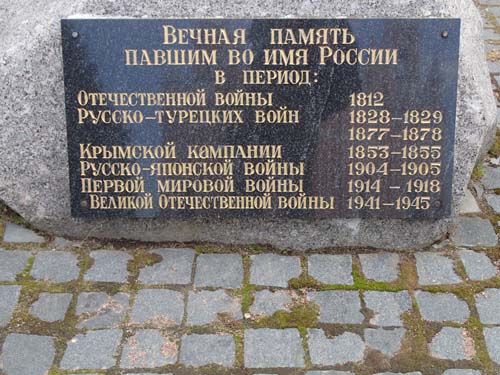 Вечная память
павшим во имя России
в период:
Отечественной войны 1812
Русско-турецких войн 1828-1829
1877-1878
Крымской кампании 1853-1855
Русско-японской войны 1904-1905
Первой мировой войны 1914 - 1918
Великой Отечественной войны 1941-1945